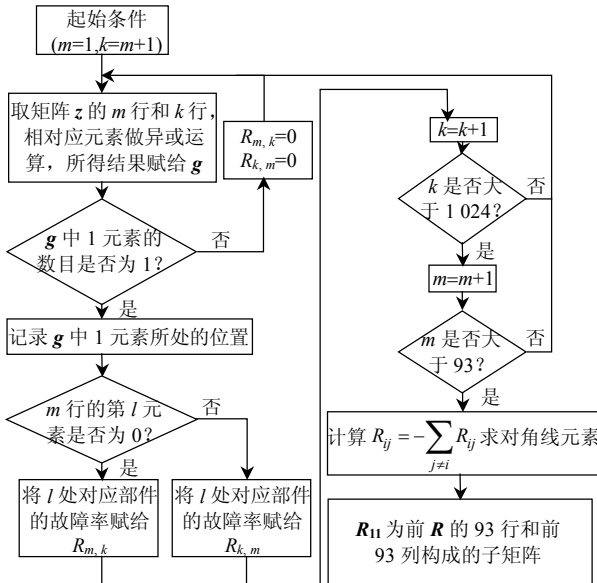 起始条件
(m=1,k=m+1)
取矩阵 z 的 m 行和 k 行，
相对应元素做异或运
算，所得结果赋给 g
R_{m, k}=0
R_{k, m}=0
g 中 1 元素的
数目是否为 1？
否
是
记录 g 中 1 元素所处的位置
m 行的第 l 元
素是否为 0？
否
是
将 l 处对应部件
的故障率赋给
R_{m, k}
将 l 处对应部件
的故障率赋给
R_{k, m}
k=k+1
k 是否大
于 1 024？
否
是
m=m+1
m 是否大
于 93？
否
是
计算 R_{ij} = -∑_{j≠i} R_{ij} 求对角线元素
R_{11} 为前 R 的 93 行和前
93 列构成的子矩阵